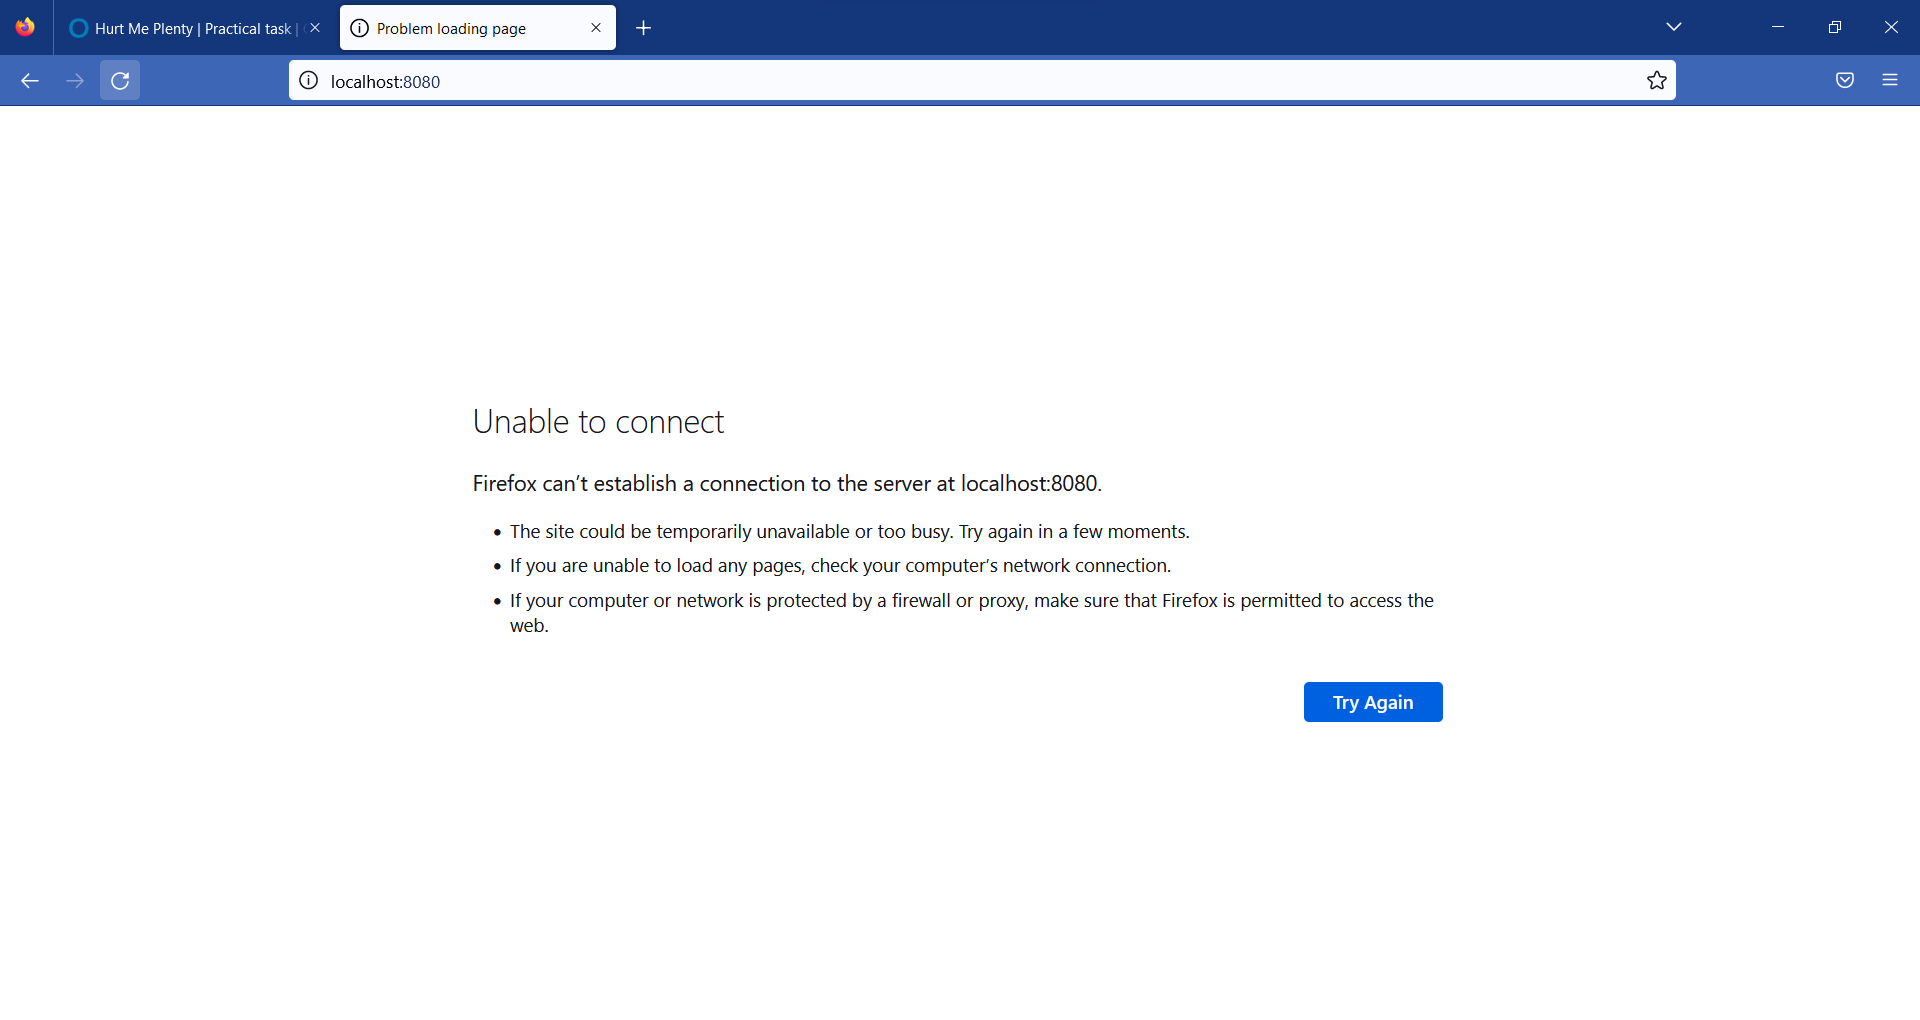 Hurt Me Plenty | Practical task |
Problem loading page
localhost:8080
Unable to connect
Firefox can’t establish a connection to the server at localhost:8080.
• The site could be temporarily unavailable or too busy. Try again in a few moments.
• If you are unable to load any pages, check your computer’s network connection.
• If your computer or network is protected by a firewall or proxy, make sure that Firefox is permitted to access the
web.
Try Again